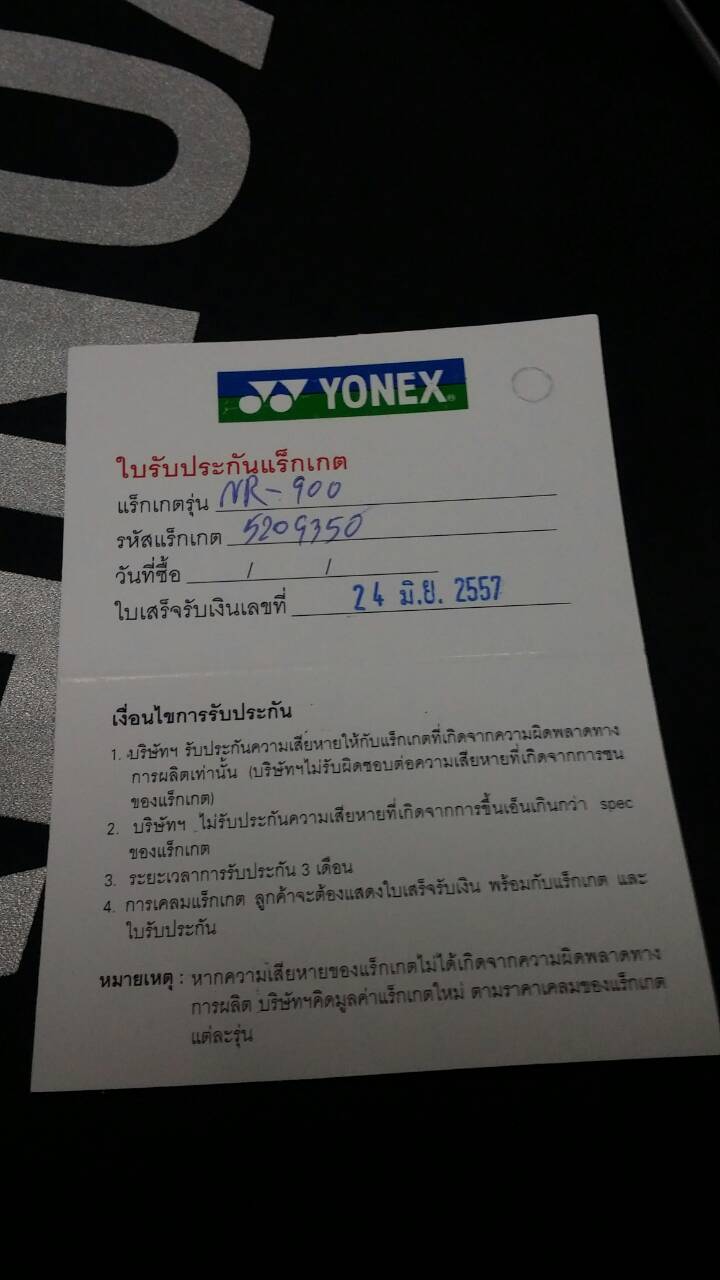 YONEX
ใบรับประกันแร็กเกต
แร็กเกตรุ่น NR-900
รหัสแร็กเกต 5209350
วันที่ซื้อ / /
ใบเสร็จรับเงินเลขที่ 24 มิ.ย. 2557
เงื่อนไขการรับประกัน
1. บริษัทฯ รับประกันความเสียหายให้กับแร็กเกตที่เกิดจากความผิดพลาดทาง
การผลิตเท่านั้น (บริษัทฯไม่รับผิดชอบต่อความเสียหายที่เกิดจากการชน
ของแร็กเกต)
2. บริษัทฯ ไม่รับประกันความเสียหายที่เกิดจากการขึ้นเอ็นเกินกว่า spec
ของแร็กเกต
3. ระยะเวลาการรับประกัน 3 เดือน
4. การเคลมแร็กเกต ลูกค้าจะต้องแสดงใบเสร็จรับเงิน พร้อมกับแร็กเกต และ
ใบรับประกัน
หมายเหตุ : หากความเสียหายของแร็กเกตไม่ได้เกิดจากความผิดพลาดทาง
การผลิต บริษัทฯคิดมูลค่าแร็กเกตใหม่ ตามราคาเคลมของแร็กเกต
แต่ละรุ่น